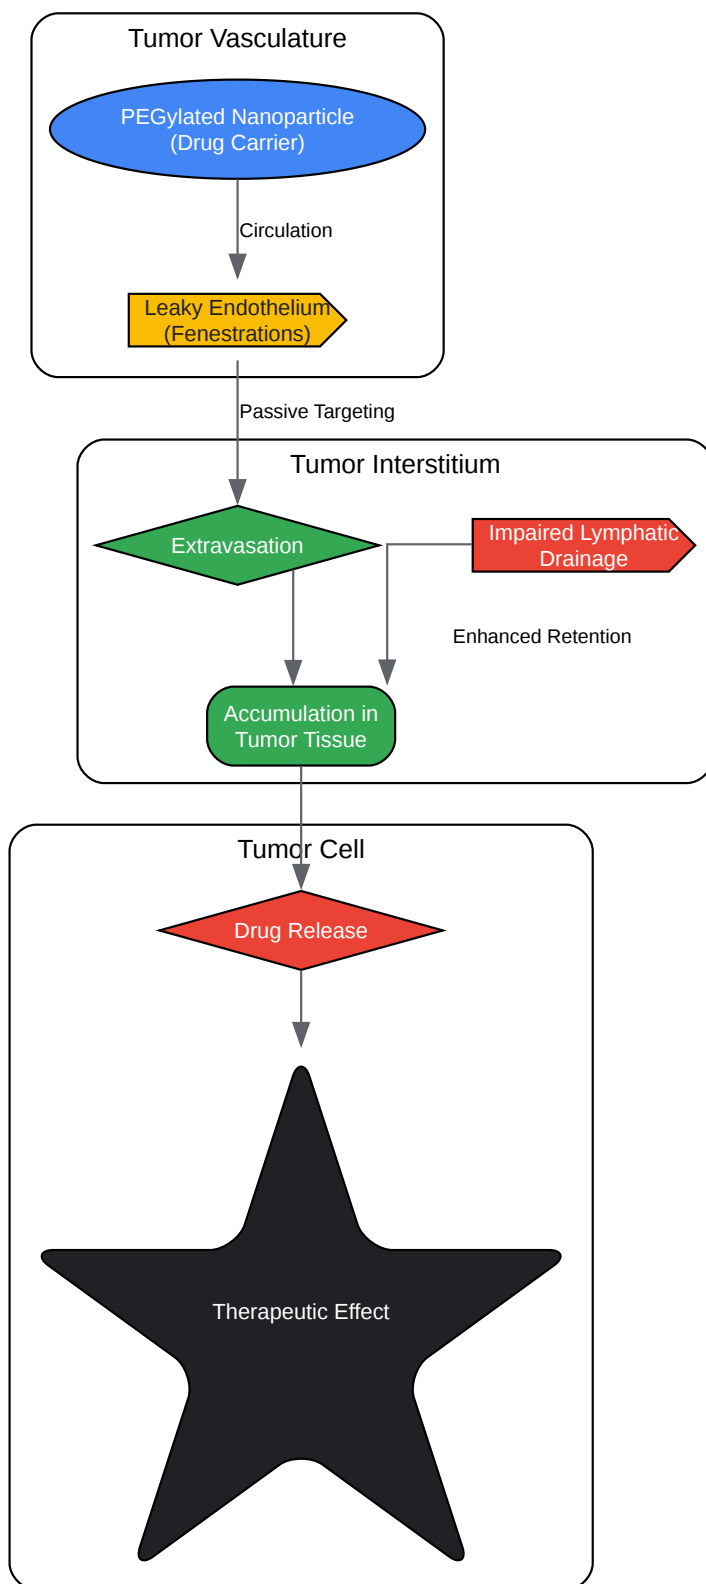 Tumor Vasculature
PEGylated Nanoparticle
(Drug Carrier)
Circulation
Leaky Endothelium
(Fenestrations)
Passive Targeting
Tumor Interstitium
Extravasation
Impaired Lymphatic
Drainage
Enhanced Retention
Accumulation in
Tumor Tissue
Tumor Cell
Drug Release
Therapeutic Effect